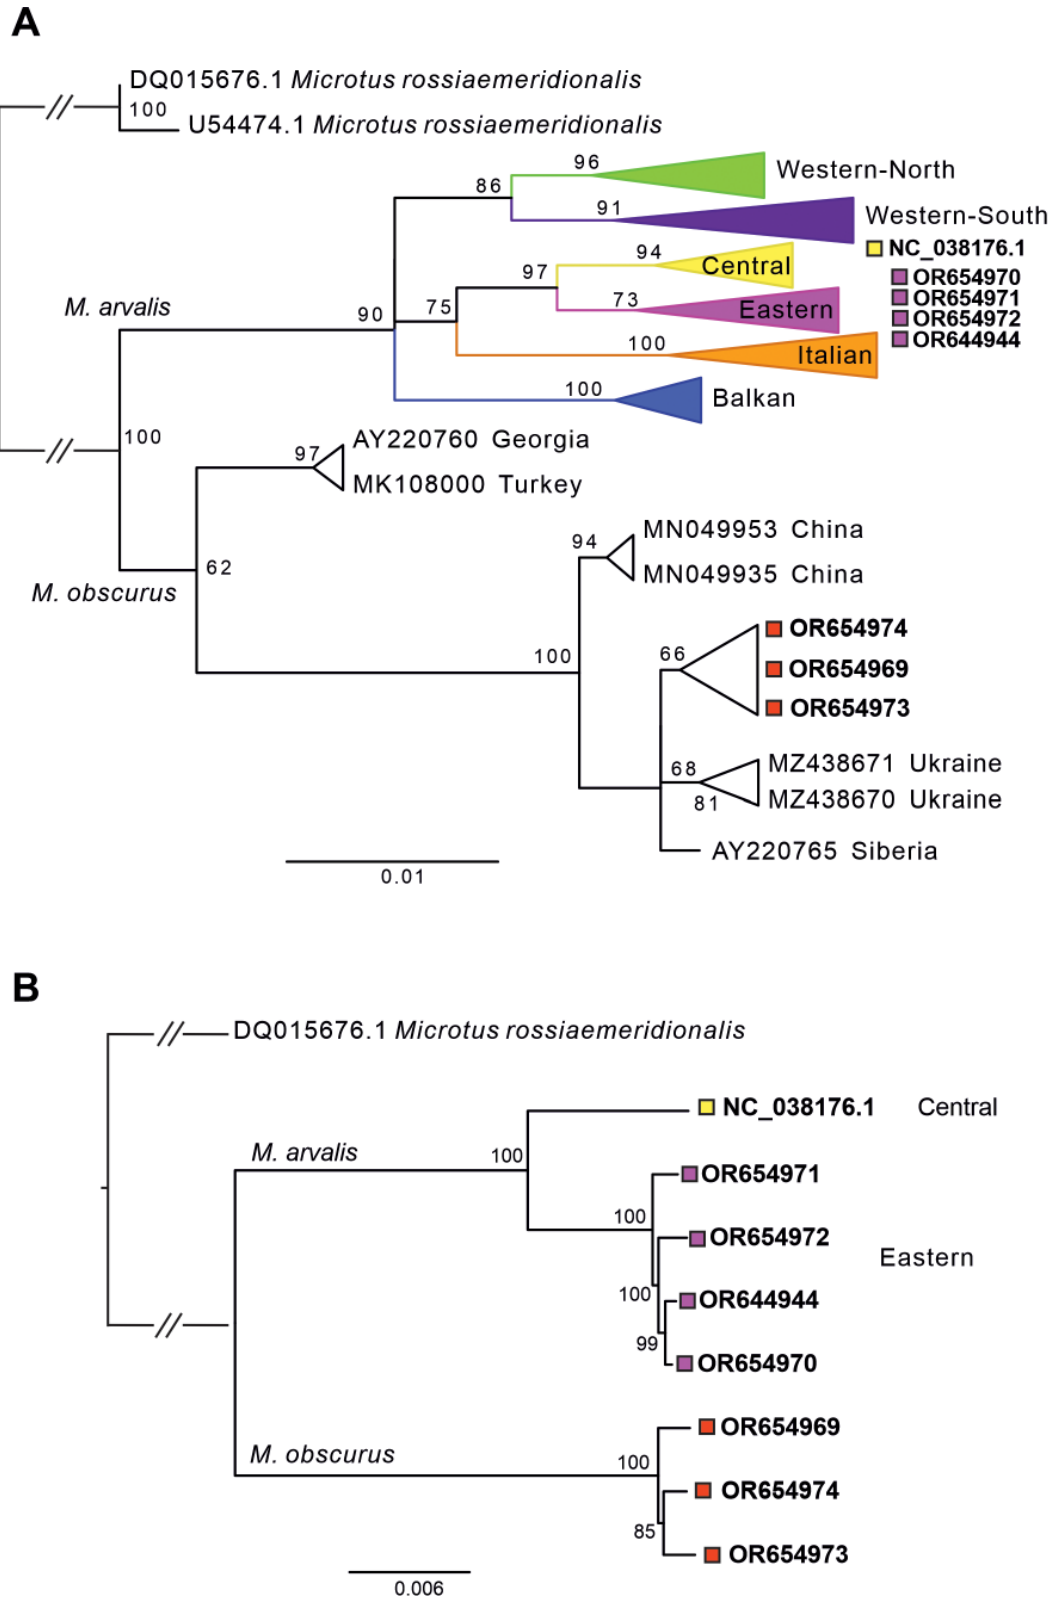 A
DQ015676.1 Microtus rossiaemeridionalis
100
U54474.1 Microtus rossiaemeridionalis
96
Western-North
86
91
Western-South
NC_038176.1
94
Central
97
OR654970
OR654971
OR654972
OR644944
M. arvalis
90
75
73
Eastern
100
Italian
100
Balkan
100
97
AY220760 Georgia
MK108000 Turkey
62
M. obscurus
94
MN049953 China
MN049935 China
100
66
OR654974
OR654969
OR654973
68
81
MZ438671 Ukraine
MZ438670 Ukraine
AY220765 Siberia
0.01
B
DQ015676.1 Microtus rossiaemeridionalis
NC_038176.1 Central
M. arvalis
100
OR654971
100
OR654972
Eastern
100
OR644944
99
OR654970
OR654969
M. obscurus
100
OR654974
85
OR654973
0.006